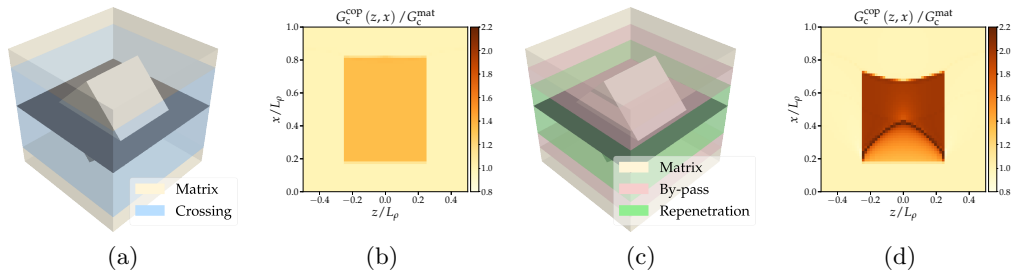 Matrix
Crossing
(a)
G_c^cop (z, x) / G_c^mat
1.0
0.8
0.6
0.4
0.2
0.0
x/L_ρ
−0.4 −0.2 0.0 0.2 0.4
z/L_ρ
2.2
2.0
1.8
1.6
1.4
1.2
1.0
0.8
(b)
Matrix
By-pass
Repenetration
(c)
G_c^cop (z, x) / G_c^mat
1.0
0.8
0.6
0.4
0.2
0.0
x/L_ρ
−0.4 −0.2 0.0 0.2 0.4
z/L_ρ
2.2
2.0
1.8
1.6
1.4
1.2
1.0
0.8
(d)